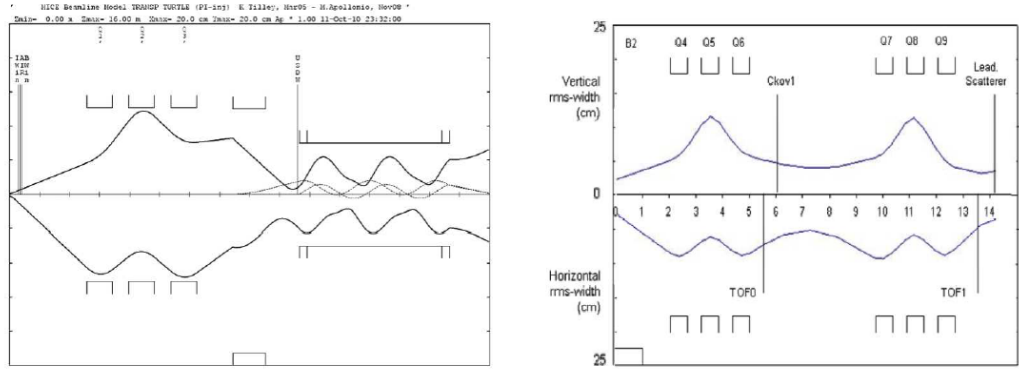 MICE Beamline Model TRANSP TURTLE (PI-inj) K Tilley, Mar05 - M.Apollonio, Nov08
Zmin= 0.00 m Zmax= 16.00 m Xmax= 20.0 cm Ymax= 20.0 cm Ap * 1.00 11-Oct-10 23:32:00
25
B2
Q4 Q5 Q6
Q7 Q8 Q9
Vertical
rms-width
(cm)
Ckov1
Lead.
Scatterer
0
0 1 2 3 4 5 6 7 8 9 10 11 12 13 14
Horizontal
rms-width
(cm)
TOF0
TOF1
25